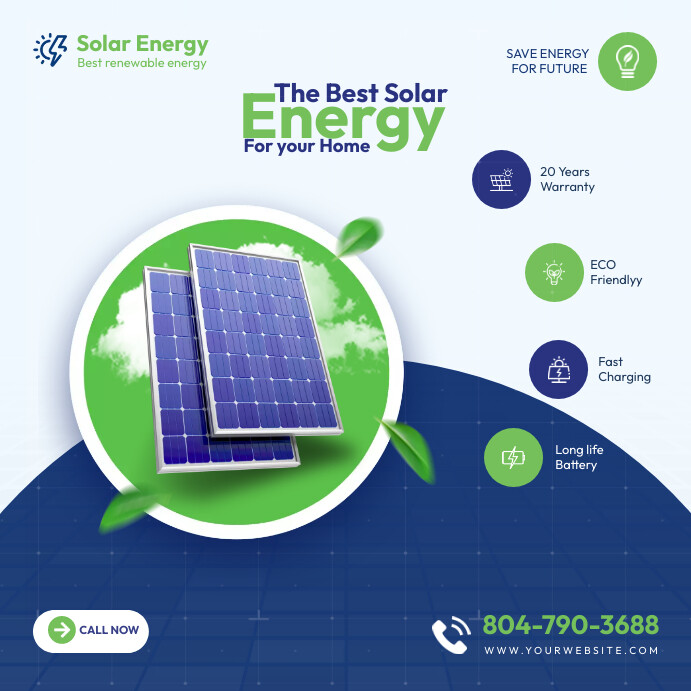 Solar Energy
Best renewable energy
SAVE ENERGY
FOR FUTURE
The Best Solar
Energy
For your Home
20 Years
Warranty
ECO
Friendlyy
Fast
Charging
Long life
Battery
CALL NOW
804-790-3688
WWW.YOURWEBSITE.COM